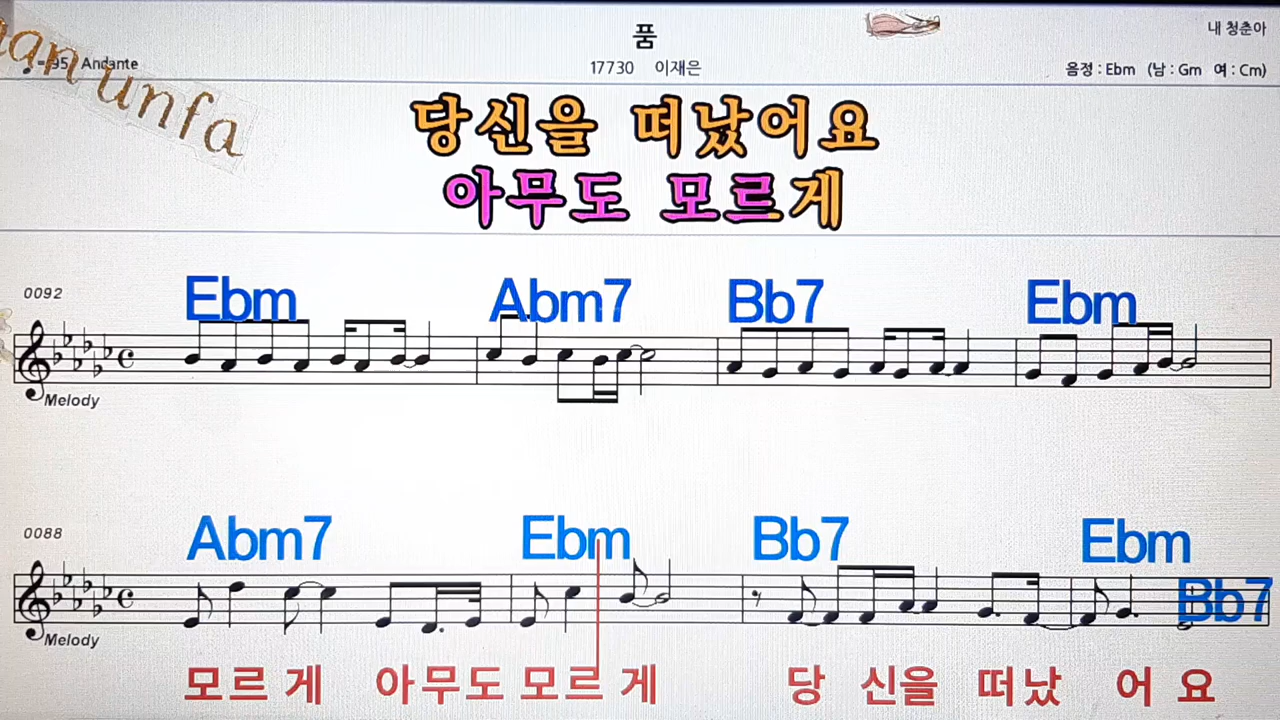 품
내 청춘아
unfa
Andante
17730 이재은
음정 : Ebm (남 : Gm 여 : Cm)
당신을 떠났어요
아무도 모르게
0092
Ebm Abm7 Bb7 Ebm
Melody
0088
Abm7 Ebm Bb7 Ebm Bb7
Melody
모르 게 아무도 모르 게 당 신을 떠났 어 요